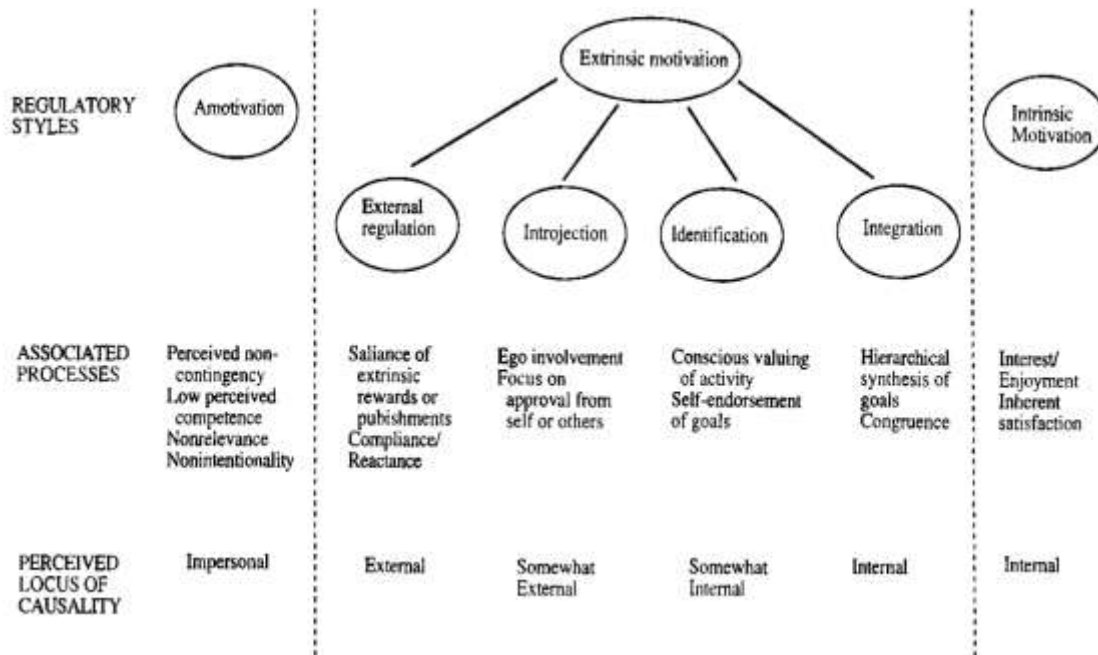 Extrinsic motivation
REGULATORY
STYLES
Amotivation
Intrinsic
Motivation
External
regulation
Introjection
Identification
Integration
ASSOCIATED
PROCESSES
Perceived non-
contingency
Low perceived
competence
Nonrelevance
Nonintentionality
Saliance of
extrinsic
rewards or
pubishments
Compliance/
Reactance
Ego involvement
Focus on
approval from
self or others
Conscious valuing
of activity
Self-endorsement
of goals
Hierarchical
synthesis of
goals
Congruence
Interest/
Enjoyment
Inherent
satisfaction
PERCEIVED
LOCUS OF
CAUSALITY
Impersonal
External
Somewhat
External
Somewhat
Internal
Internal
Internal